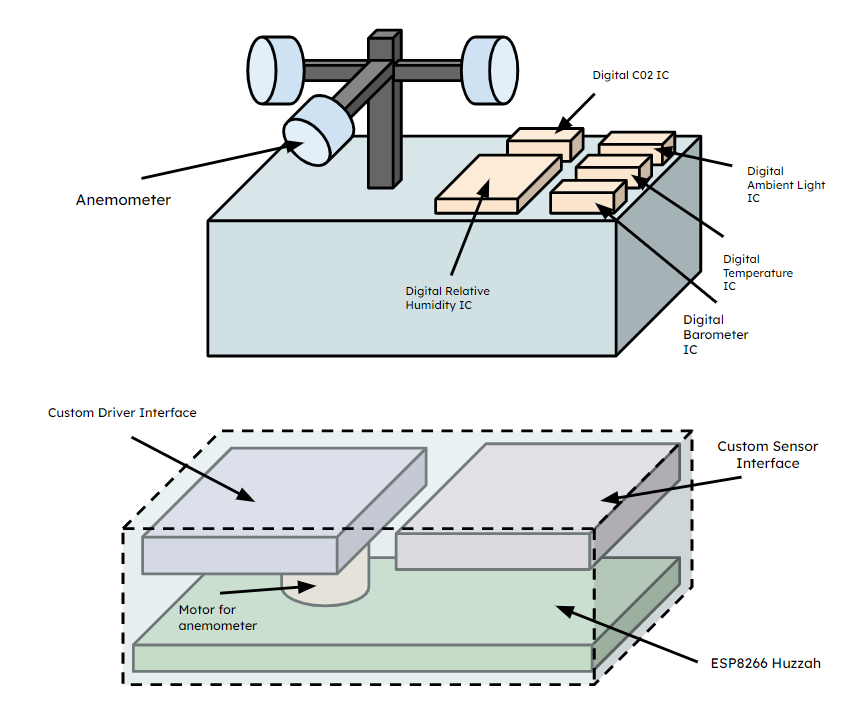 Digital C02 IC
Anemometer
Digital
Ambient Light
IC
Digital
Temperature
IC
Digital Relative
Humidity IC
Digital
Barometer
IC
Custom Driver Interface
Custom Sensor
Interface
Motor for
anemometer
ESP8266 Huzzah